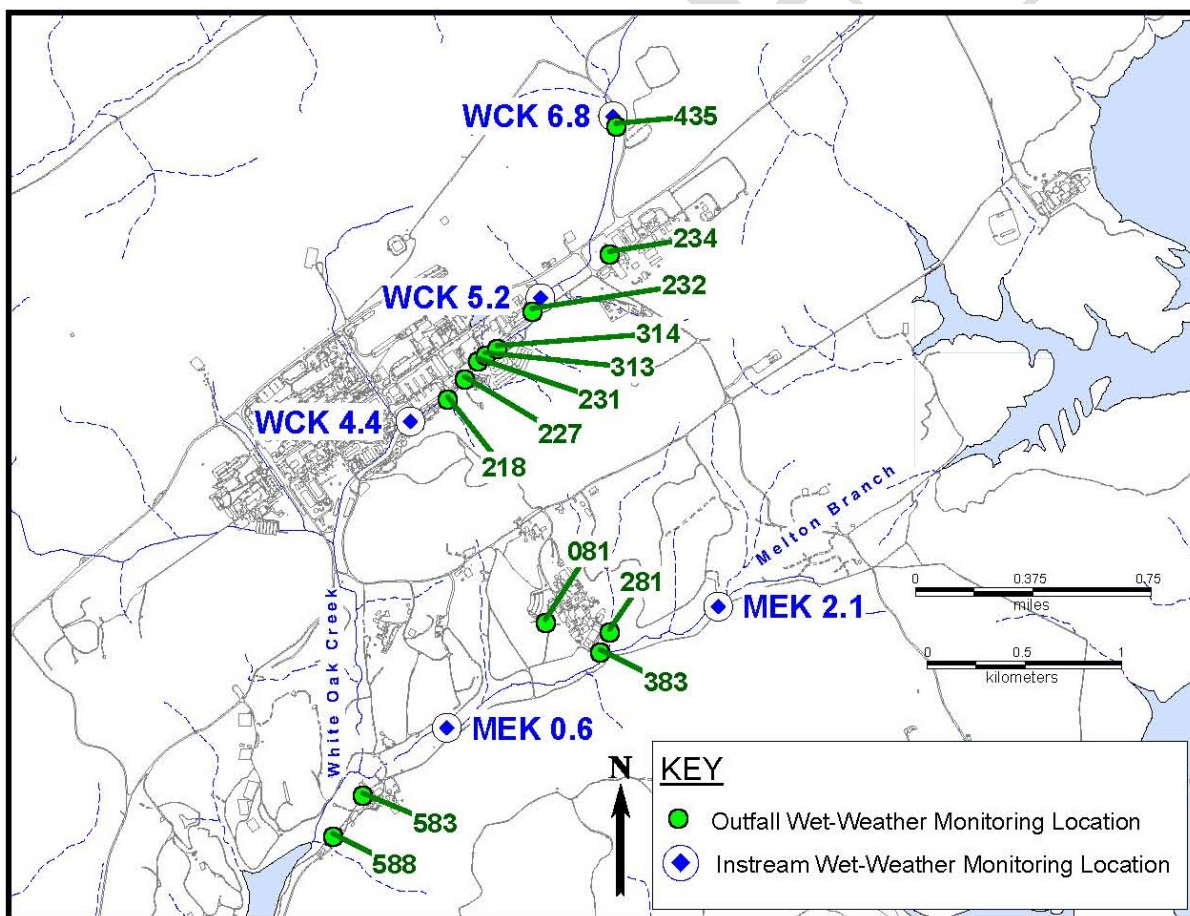 WCK 6.8
435
234
WCK 5.2
232
314
313
231
WCK 4.4
227
218
Melton Branch
081
281
MEK 2.1
0 0.375 0.75
miles
383
0 0.5 1
kilometers
White Oak Creek
MEK 0.6
N
583
588
KEY
Outfall Wet-Weather Monitoring Location
Instream Wet-Weather Monitoring Location